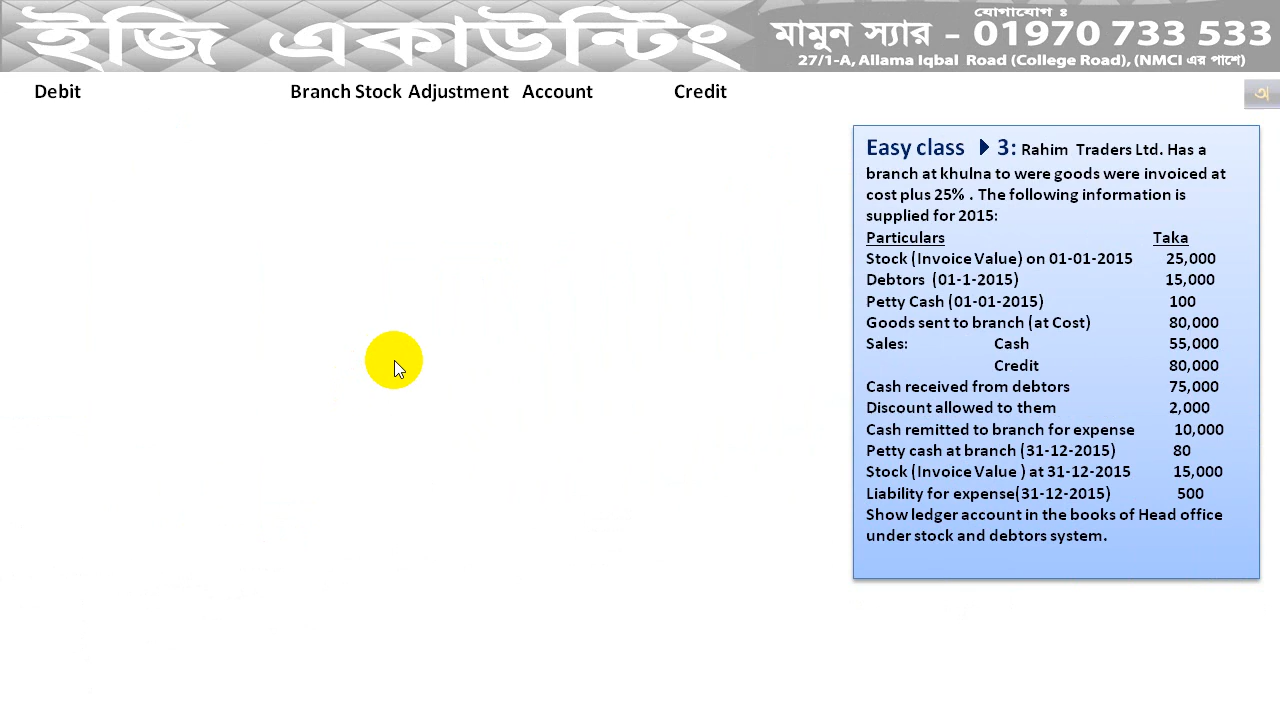 ইজি একাউন্টিং
যোগাযোগ ঃ
মামুন স্যার – 01970 733 533
27/1-A, Allama Iqbal Road (College Road), (NMCI এর পাশে)
Debit Branch Stock Adjustment Account Credit
অ
Easy class 3: Rahim Traders Ltd. Has a
branch at khulna to were goods were invoiced at
cost plus 25% . The following information is
supplied for 2015:
Particulars Taka
Stock (Invoice Value) on 01-01-2015 25,000
Debtors (01-1-2015) 15,000
Petty Cash (01-01-2015) 100
Goods sent to branch (at Cost) 80,000
Sales: Cash 55,000
Credit 80,000
Cash received from debtors 75,000
Discount allowed to them 2,000
Cash remitted to branch for expense 10,000
Petty cash at branch (31-12-2015) 80
Stock (Invoice Value ) at 31-12-2015 15,000
Liability for expense(31-12-2015) 500
Show ledger account in the books of Head office
under stock and debtors system.